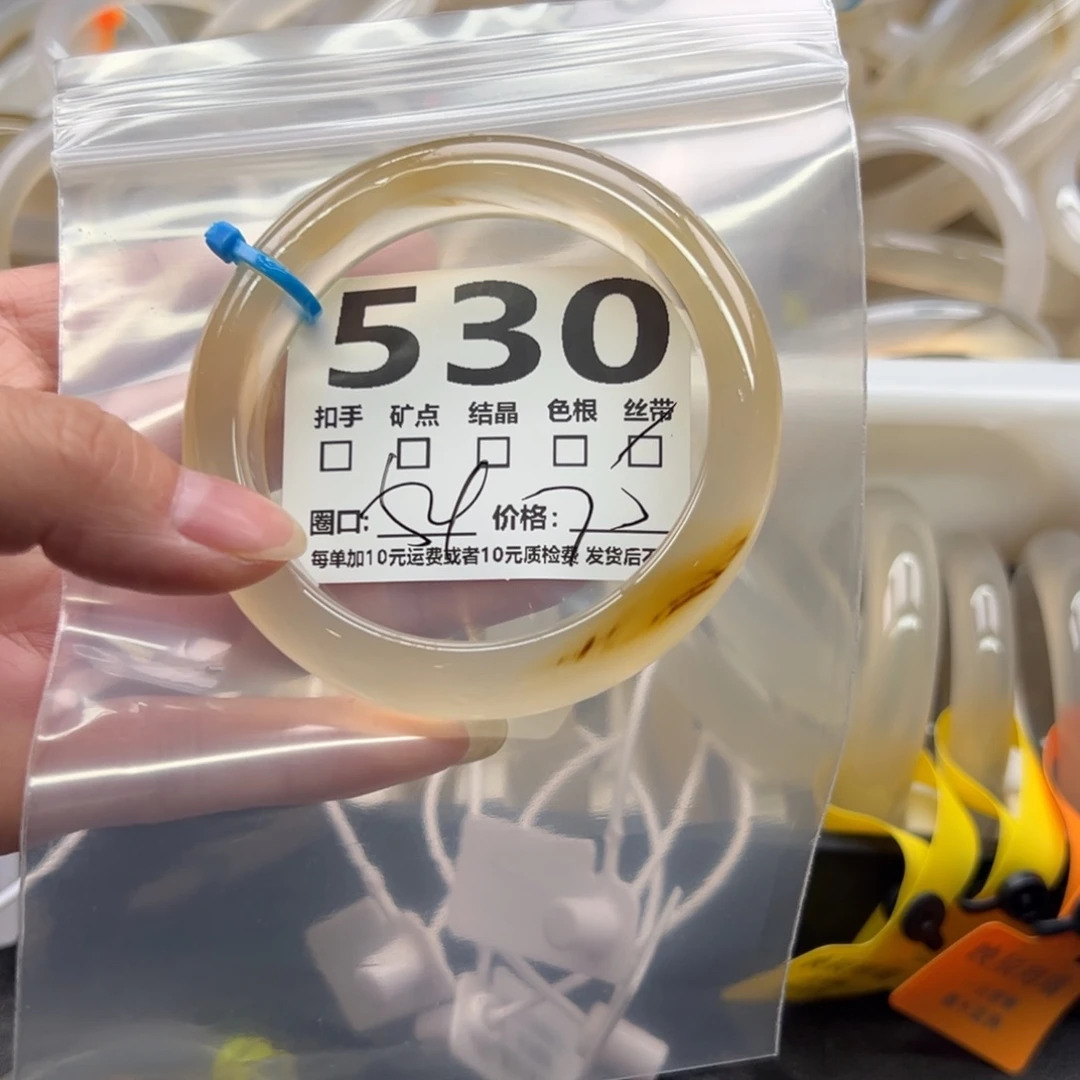 530
扣手 矿点 结晶 色根 丝带
□ □ □ □ □
圈口: 54 价格:
每单加10元运费或者10元质检费 发货后不